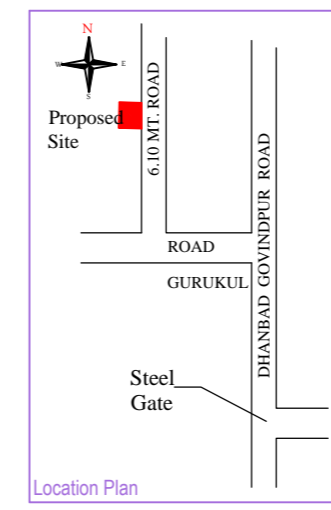 N
W
E
S
Proposed
Site
6.10 MT. ROAD
DHANBAD GOVINDPUR ROAD
ROAD
GURUKUL
Steel
Gate
Location Plan